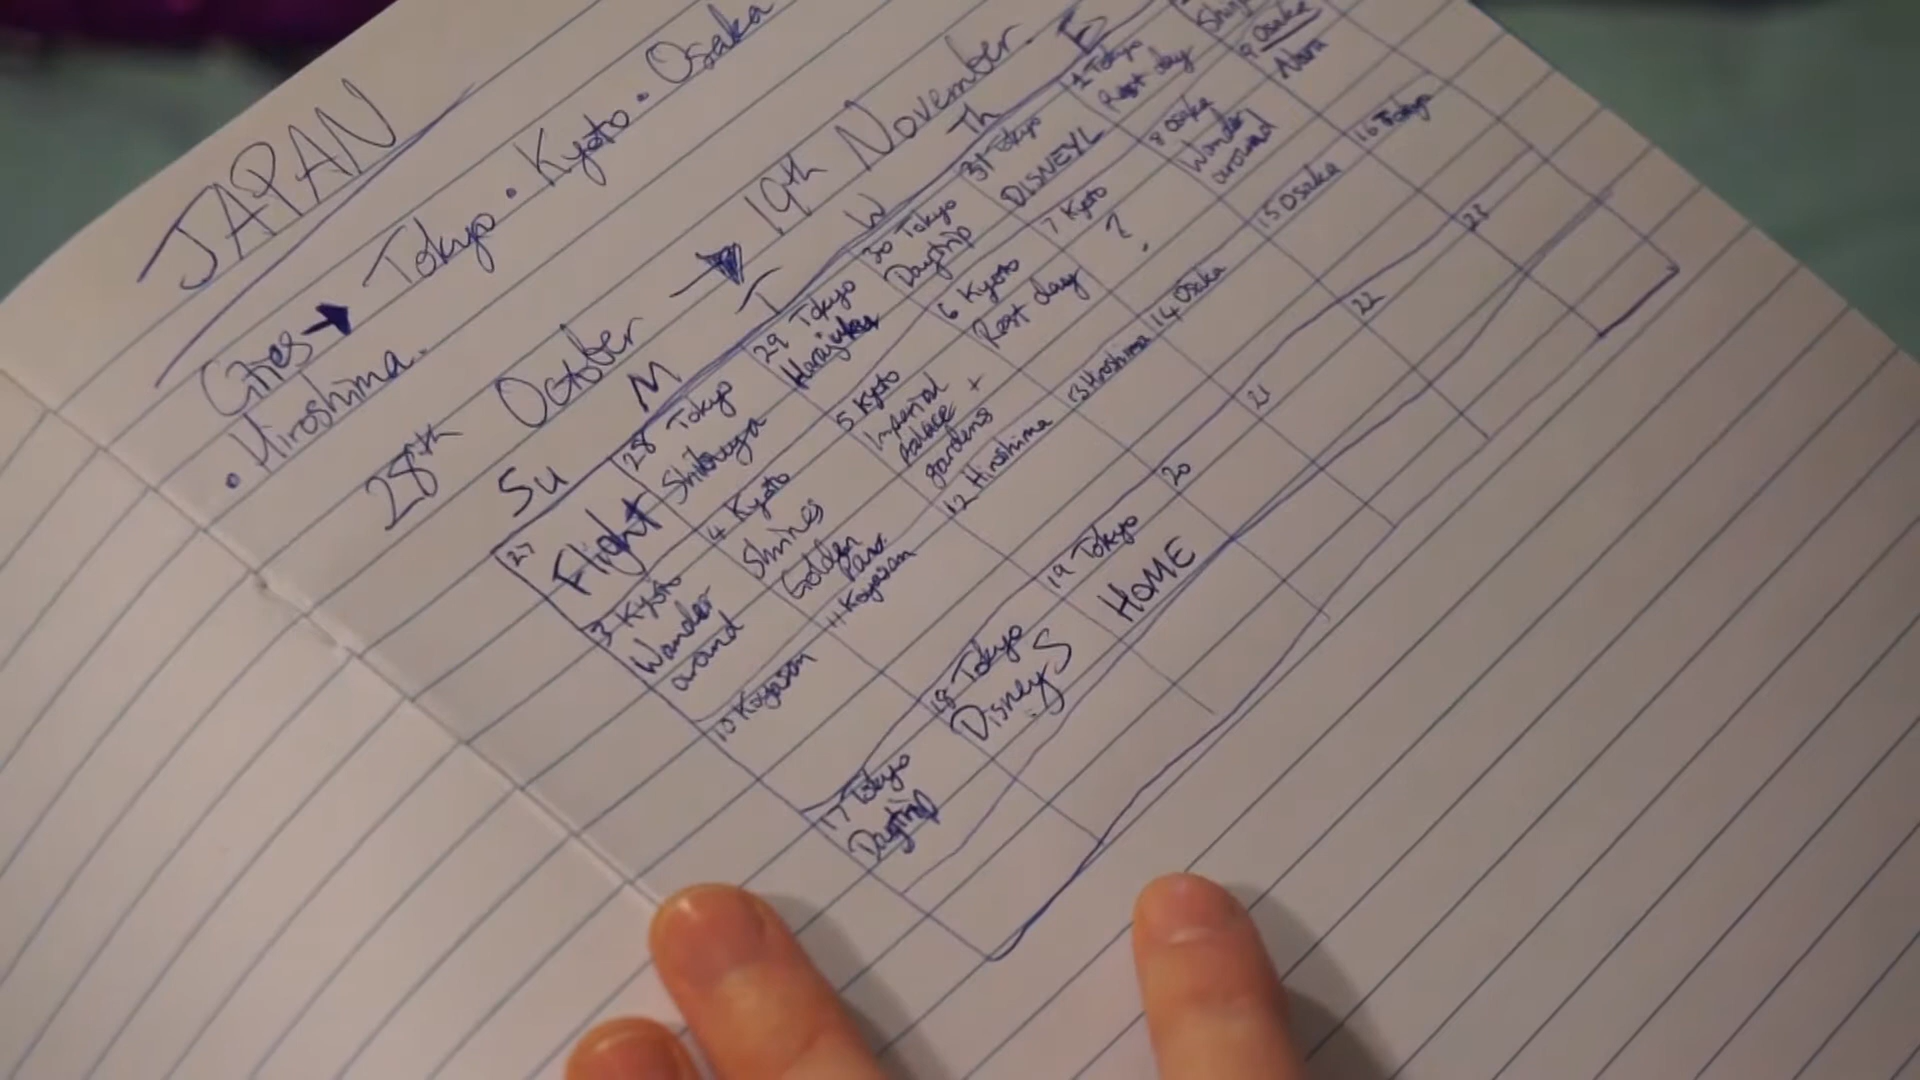 JAPAN
Cities → Tokyo • Kyoto • Osaka
• Hiroshima.
28th October → 19th November.
Su M T W Th F
27
Flight
28 Tokyo
Shibuya
29 Tokyo
Harajuku
30 Tokyo
Daytrip
31 Tokyo
DISNEYL
1 Tokyo
Rest day
3 Kyoto
Wander
around
4 Kyoto
Shrines
Golden
Pav.
5 Kyoto
Imperial
palace +
gardens
6 Kyoto
Rest day
7 Kyoto
?
8 Osaka
Wander
around
9 Osaka
Nara
10 Koyasan
11 Koyasan
12 Hiroshima
13 Hiroshima
14 Osaka
15 Osaka
16 Tokyo
17 Tokyo
Daytrip
18 Tokyo
DisneyS
19 Tokyo
HOME
20
21
22
23